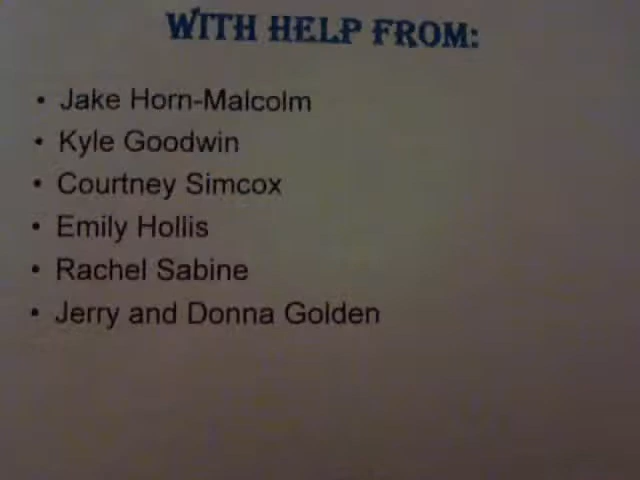 WITH HELP FROM:
• Jake Horn-Malcolm
• Kyle Goodwin
• Courtney Simcox
• Emily Hollis
• Rachel Sabine
• Jerry and Donna Golden